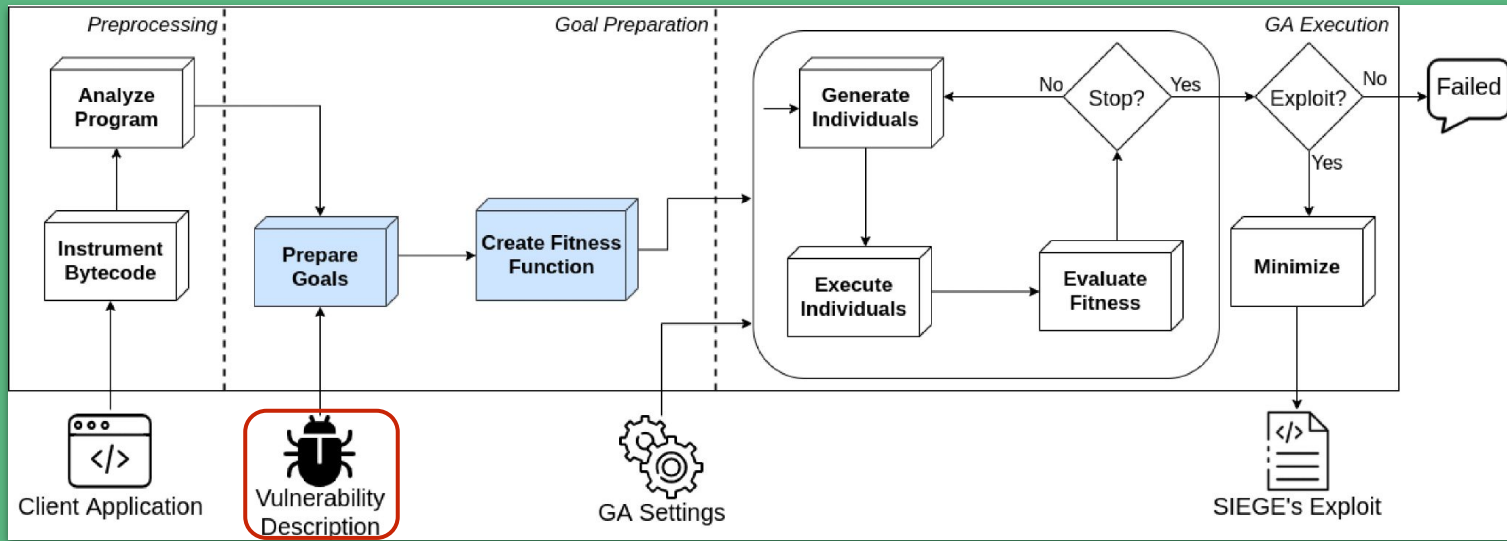 Preprocessing
Goal Preparation
GA Execution
Analyze
Program
Instrument
Bytecode
Prepare
Goals
Create Fitness
Function
Generate
Individuals
Execute
Individuals
Evaluate
Fitness
No
Stop?
Yes
Exploit?
No
Failed
Yes
Minimize
</>
Client Application
Vulnerability
Description
GA Settings
</>
SIEGE's Exploit